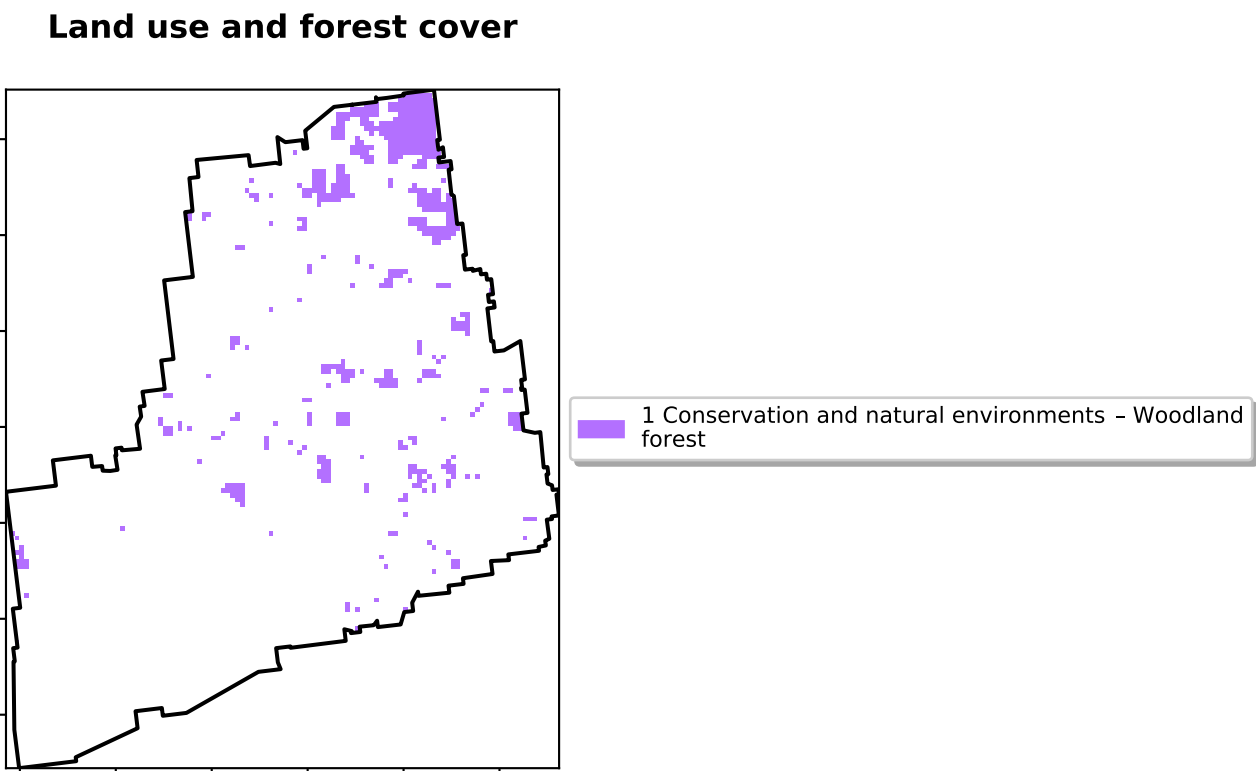 Land use and forest cover
1 Conservation and natural environments – Woodland
forest